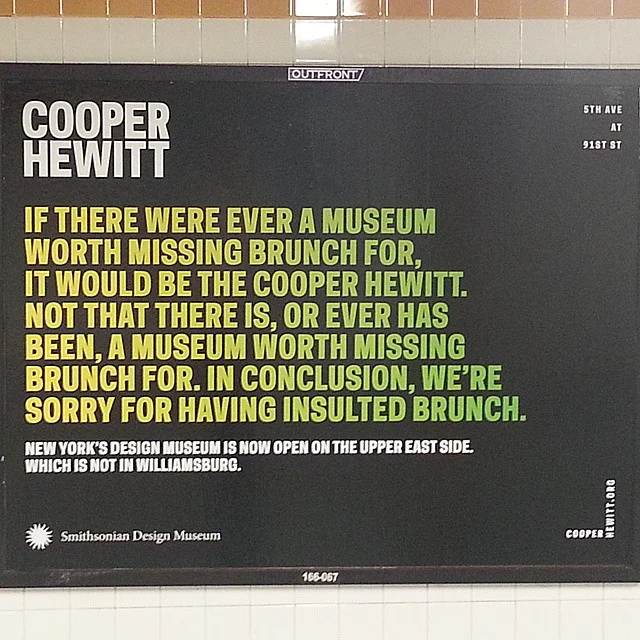 OUTFRONT/
COOPER
HEWITT
5TH AVE
AT
91ST ST
IF THERE WERE EVER A MUSEUM
WORTH MISSING BRUNCH FOR,
IT WOULD BE THE COOPER HEWITT.
NOT THAT THERE IS, OR EVER HAS
BEEN, A MUSEUM WORTH MISSING
BRUNCH FOR. IN CONCLUSION, WE'RE
SORRY FOR HAVING INSULTED BRUNCH.
NEW YORK'S DESIGN MUSEUM IS NOW OPEN ON THE UPPER EAST SIDE.
WHICH IS NOT IN WILLIAMSBURG.
Smithsonian Design Museum
COOPER
HEWITT.ORG
166-067